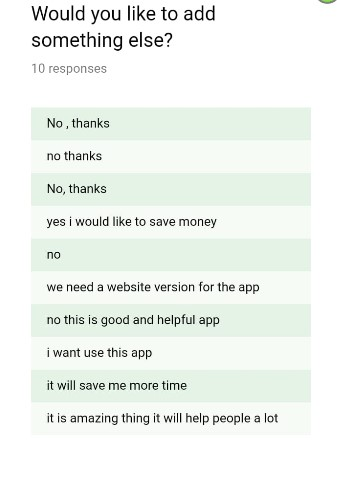 Would you like to add
something else?
10 responses
No , thanks
no thanks
No, thanks
yes i would like to save money
no
we need a website version for the app
no this is good and helpful app
i want use this app
it will save me more time
it is amazing thing it will help people a lot